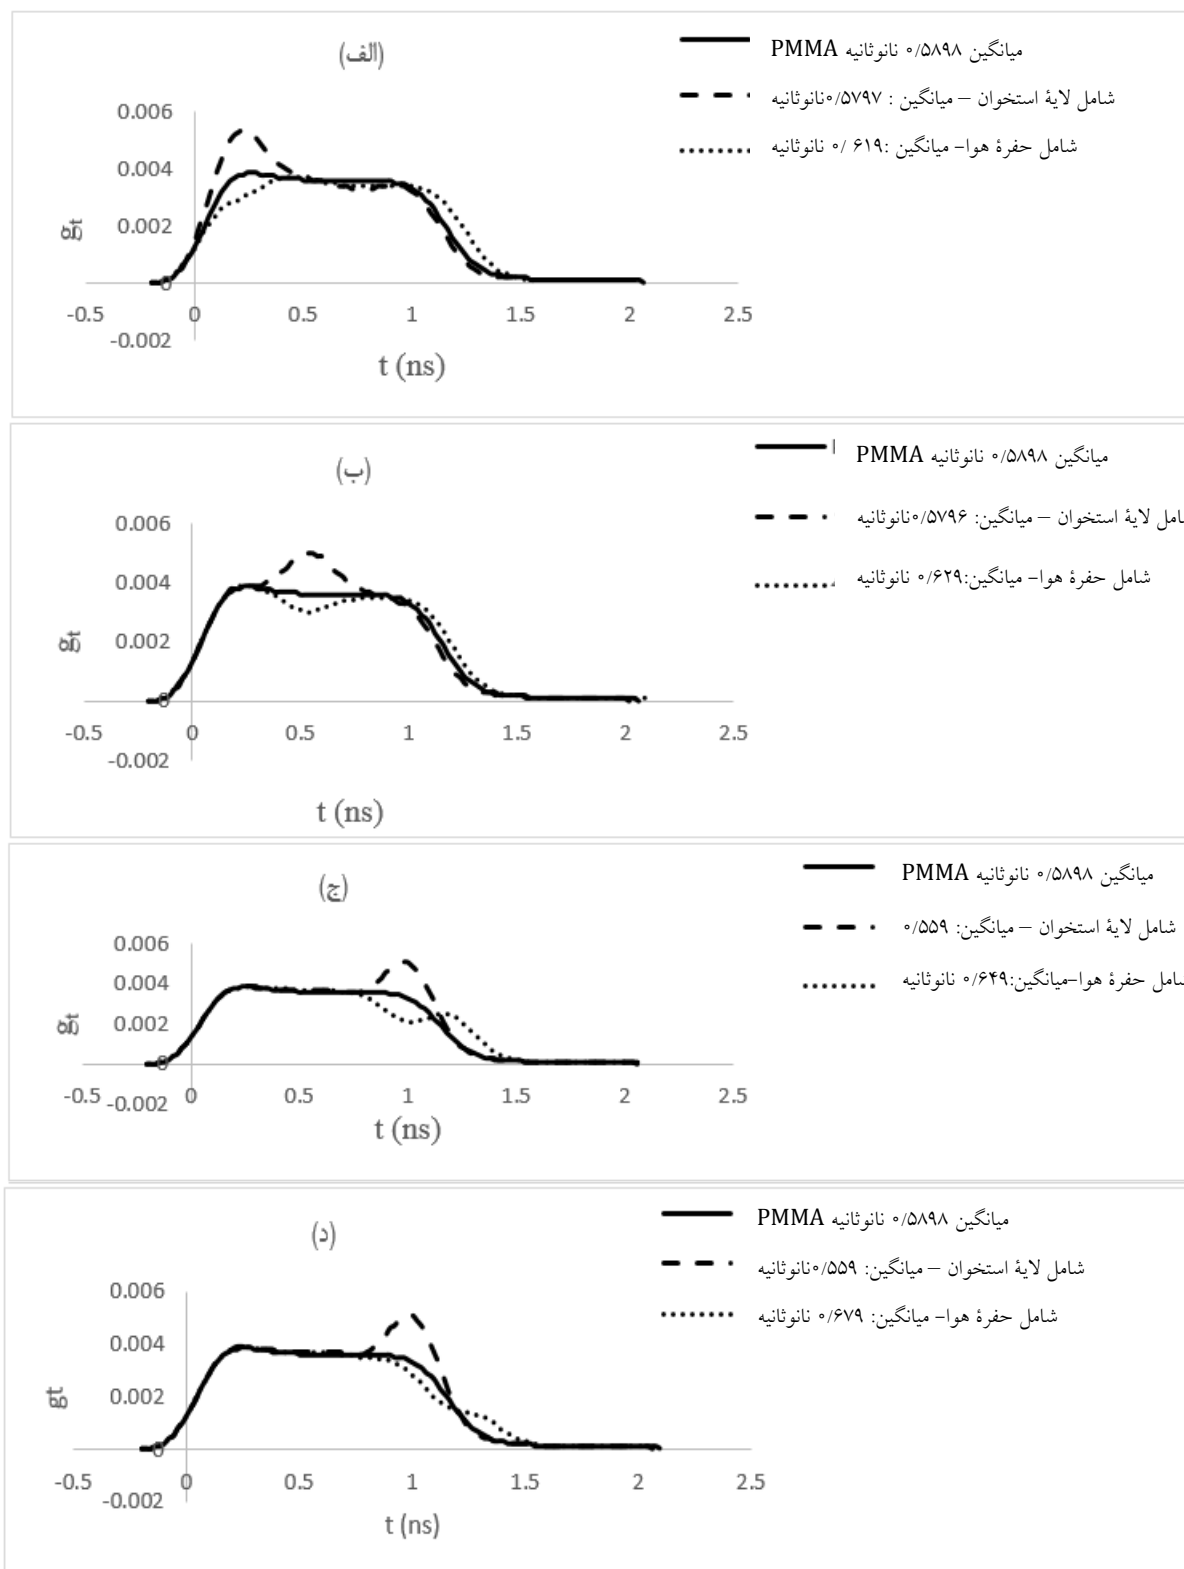 (الف)
میانگین ۰/۵۸۹۸ نانوثانیه PMMA
شامل لایهٔ استخوان – میانگین : ۰/۵۷۹۷نانوثانیه
شامل حفرهٔ هوا- میانگین :۶۱۹ /۰ نانوثانیه
0.006
0.004
0.002
0
-0.002
-0.5 0 0.5 1 1.5 2 2.5
gt
t (ns)
(ب)
میانگین ۰/۵۸۹۸ نانوثانیه PMMA
شامل لایهٔ استخوان – میانگین: ۰/۵۷۹۶نانوثانیه
شامل حفرهٔ هوا- میانگین:۰/۶۲۹ نانوثانیه
0.006
0.004
0.002
0
-0.002
-0.5 0 0.5 1 1.5 2 2.5
gt
t (ns)
(ج)
میانگین ۰/۵۸۹۸ نانوثانیه PMMA
شامل لایهٔ استخوان – میانگین: ۰/۵۵۹
شامل حفرهٔ هوا-میانگین:۰/۶۴۹ نانوثانیه
0.006
0.004
0.002
0
-0.002
-0.5 0 0.5 1 1.5 2 2.5
gt
t (ns)
(د)
میانگین ۰/۵۸۹۸ نانوثانیه PMMA
شامل لایهٔ استخوان – میانگین: ۰/۵۵۹نانوثانیه
شامل حفرهٔ هوا- میانگین: ۰/۶۷۹ نانوثانیه
0.006
0.004
0.002
0
-0.002
-0.5 0 0.5 1 1.5 2 2.5
gt
t (ns)